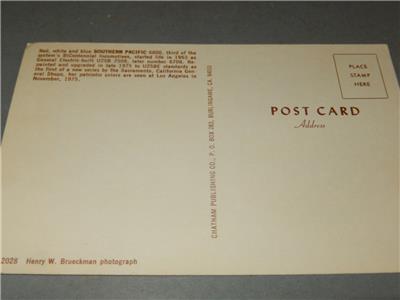 Red, white and blue SOUTHERN PACIFIC 6800, third of the
system's BiCentennial locomotives, started life in 1963 as
General Electric-built U25B 7508, later number 6708. Re-
painted and upgraded in late 1975 to U25BE standards as
the first of a new series by the Sacramento, California Gen-
eral Shops, her patriotic colors are seen at Los Angeles in
November, 1975.
PLACE
STAMP
HERE
POST CARD
Address
CHATHAM PUBLISHING CO., P. O. BOX 283, BURLINGAME, CA. 94010
2028 Henry W. Brueckman photograph